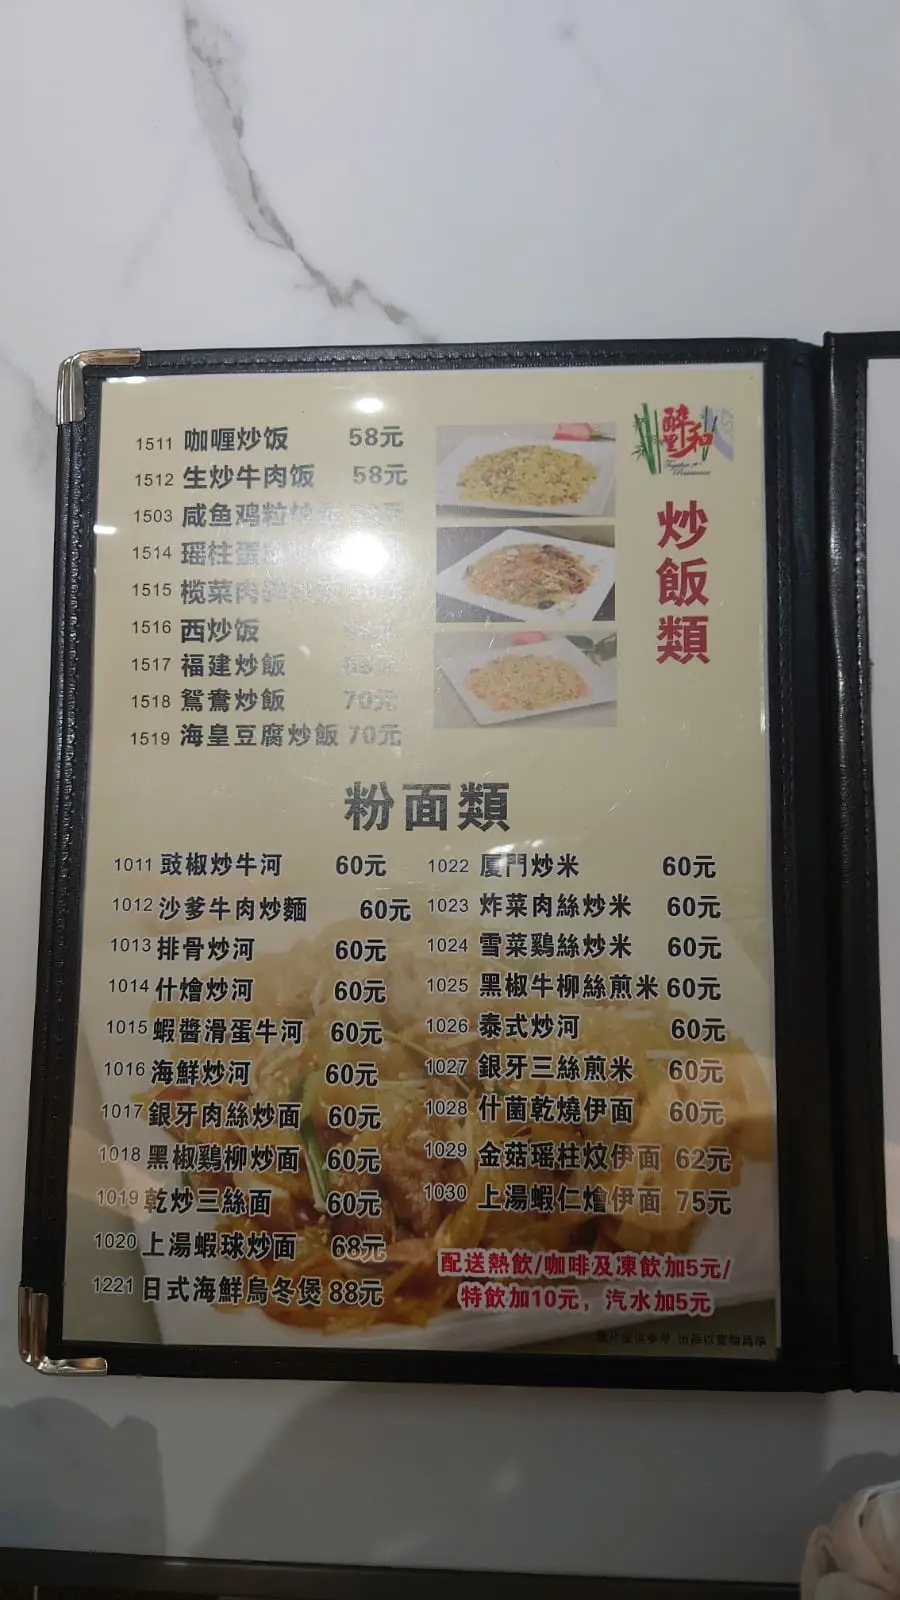 醉里和
Together
Restaurant
炒飯類
1511 咖喱炒饭 58元
1512 生炒牛肉饭 58元
1503 咸鱼鸡粒炒 元
1514 瑶柱蛋
1515 榄菜肉
1516 西炒饭
1517 福建炒飯 68元
1518 鴛鴦炒飯 70元
1519 海皇豆腐炒飯 70元
粉面類
1011 豉椒炒牛河 60元
1012 沙爹牛肉炒麵 60元
1013 排骨炒河 60元
1014 什燴炒河 60元
1015 蝦醬滑蛋牛河 60元
1016 海鮮炒河 60元
1017 銀牙肉絲炒面 60元
1018 黑椒鷄柳炒面 60元
1019 乾炒三絲面 60元
1020 上湯蝦球炒面 68元
1221 日式海鮮烏冬煲 88元
1022 厦門炒米 60元
1023 炸菜肉絲炒米 60元
1024 雪菜鷄絲炒米 60元
1025 黑椒牛柳絲煎米 60元
1026 泰式炒河 60元
1027 銀牙三絲煎米 60元
1028 什菌乾燒伊面 60元
1029 金菇瑶柱炆伊面 62元
1030 上湯蝦仁燴伊面 75元
配送熱飲/咖啡及凍飲加5元/
特飲加10元，汽水加5元